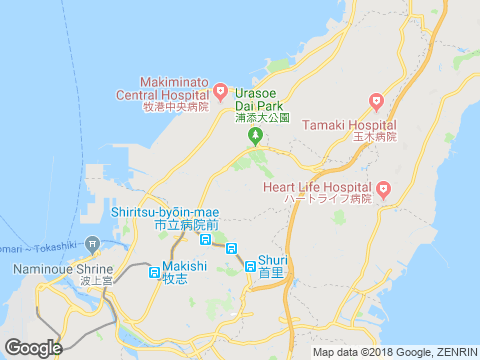 Makiminato
Central Hospital
牧港中央病院
Urasoe
Dai Park
浦添大公園
Tamaki Hospital
玉木病院
Heart Life Hospital
ハートライフ病院
Shiritsu-byōin-mae
市立病院前
omari - Tokashiki
Naminoue Shrine
波上宮
Makishi
牧志
Shuri
首里
Google
Map data ©2018 Google, ZENRIN